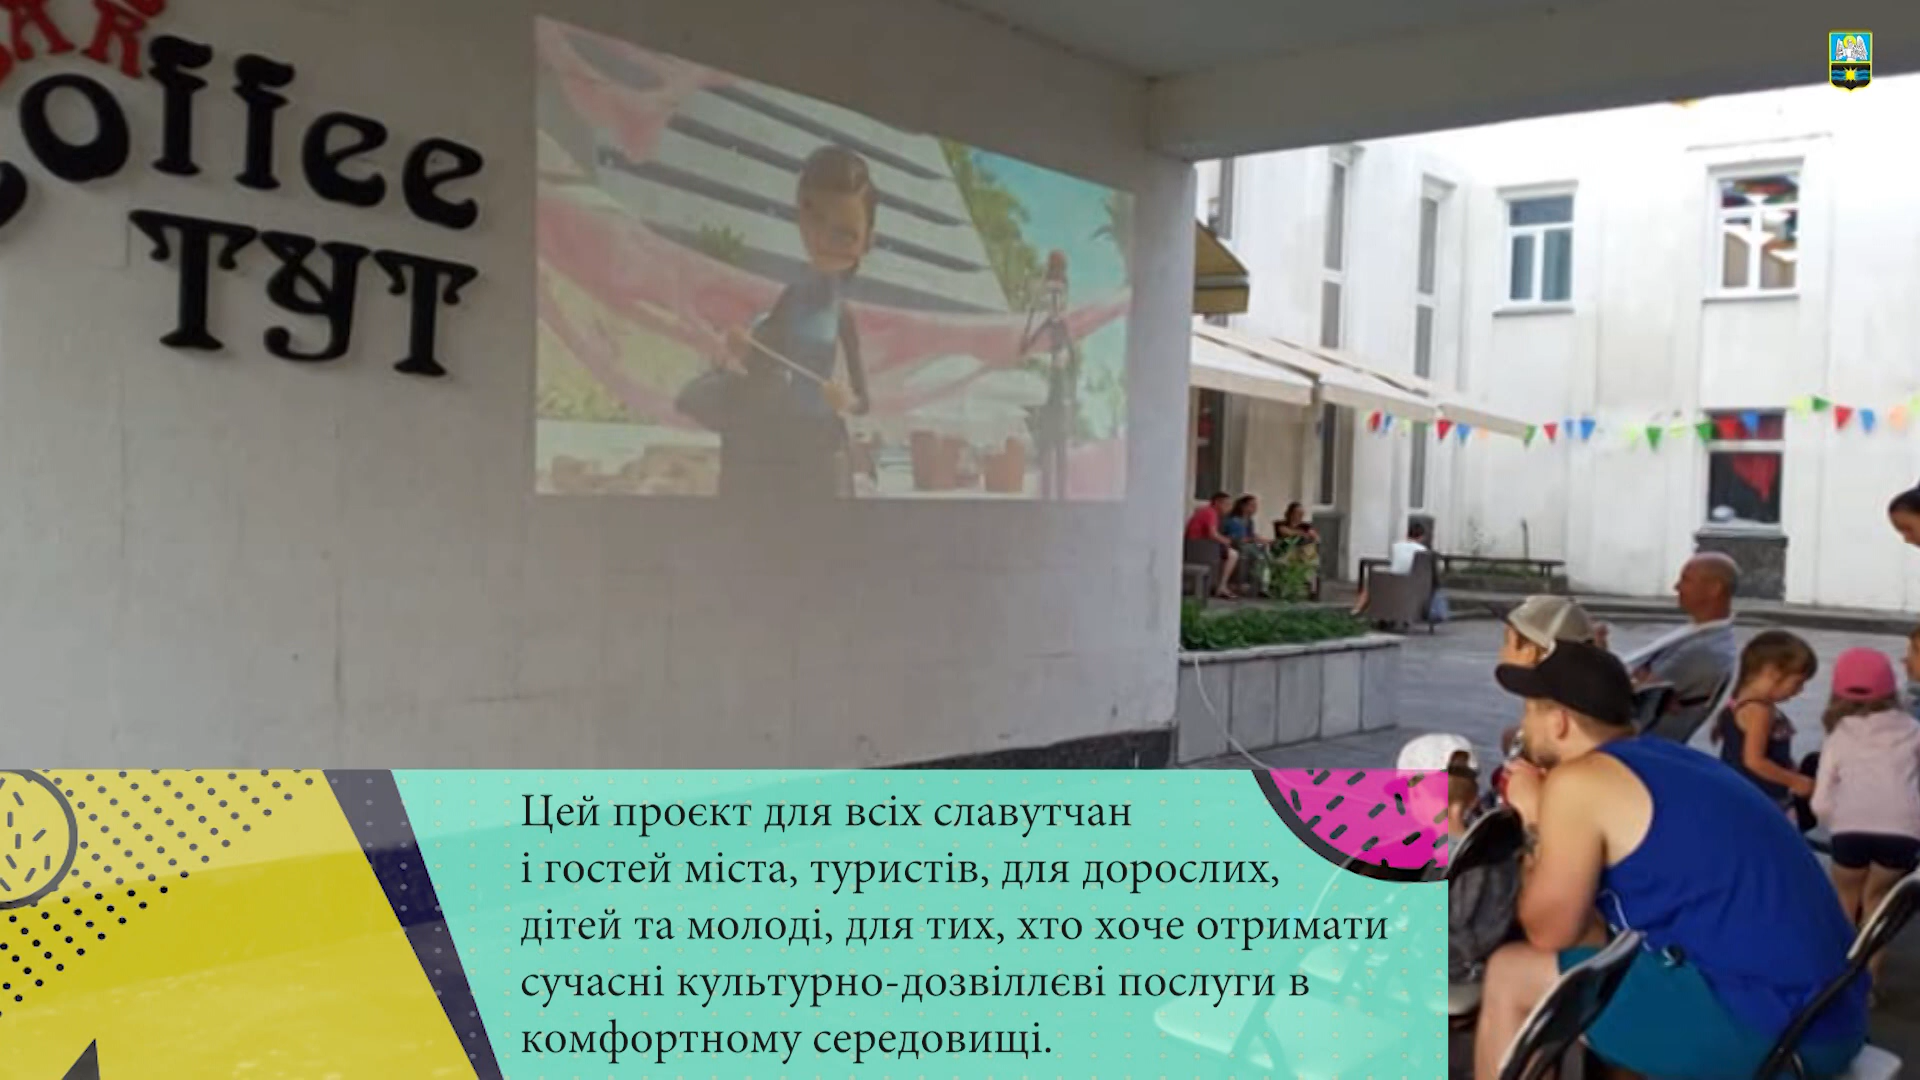 offee
ТУТ
Цей проєкт для всіх славутчан
і гостей міста, туристів, для дорослих,
дітей та молоді, для тих, хто хоче отримати
сучасні культурно-дозвіллєві послуги в
комфортному середовищі.